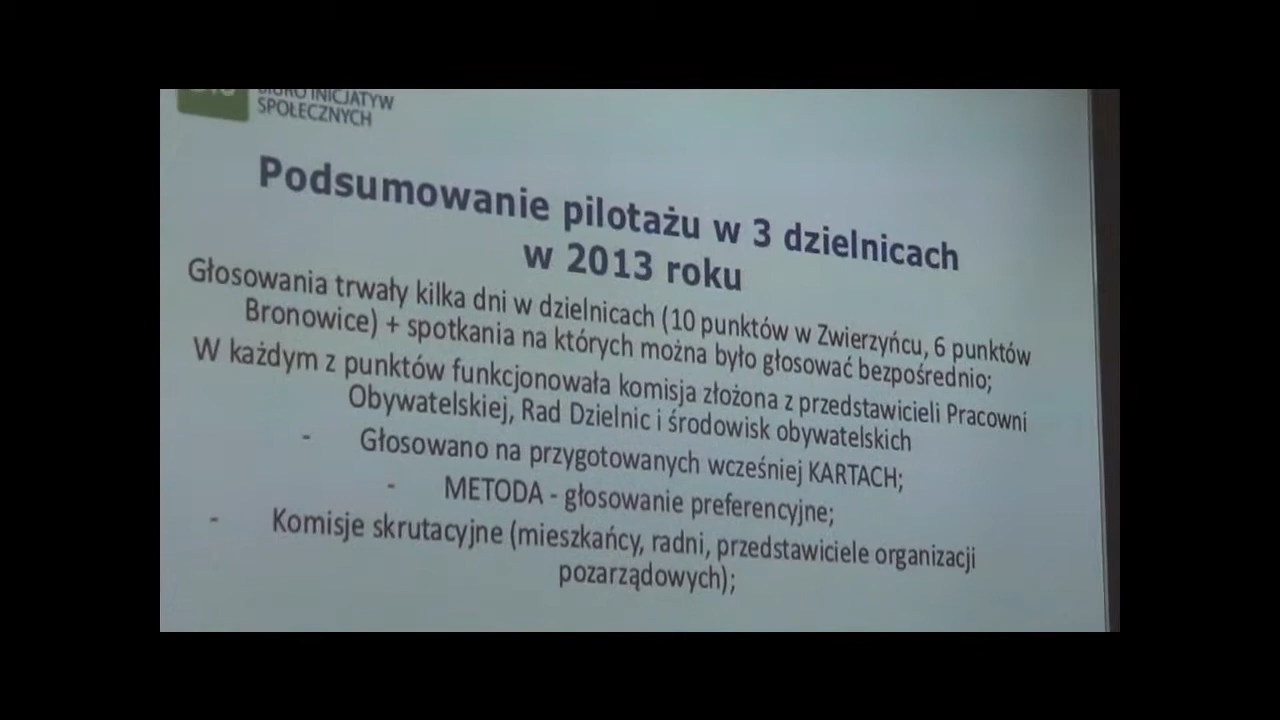 BIURO INICJATYW
SPOŁECZNYCH
Podsumowanie pilotażu w 3 dzielnicach
w 2013 roku
Głosowania trwały kilka dni w dzielnicach (10 punktów w Zwierzyńcu, 6 punktów
Bronowice) + spotkania na których można było głosować bezpośrednio;
W każdym z punktów funkcjonowała komisja złożona z przedstawicieli Pracowni
Obywatelskiej, Rad Dzielnic i środowisk obywatelskich
- Głosowano na przygotowanych wcześniej KARTACH;
- METODA - głosowanie preferencyjne;
- Komisje skrutacyjne (mieszkańcy, radni, przedstawiciele organizacji
pozarządowych);